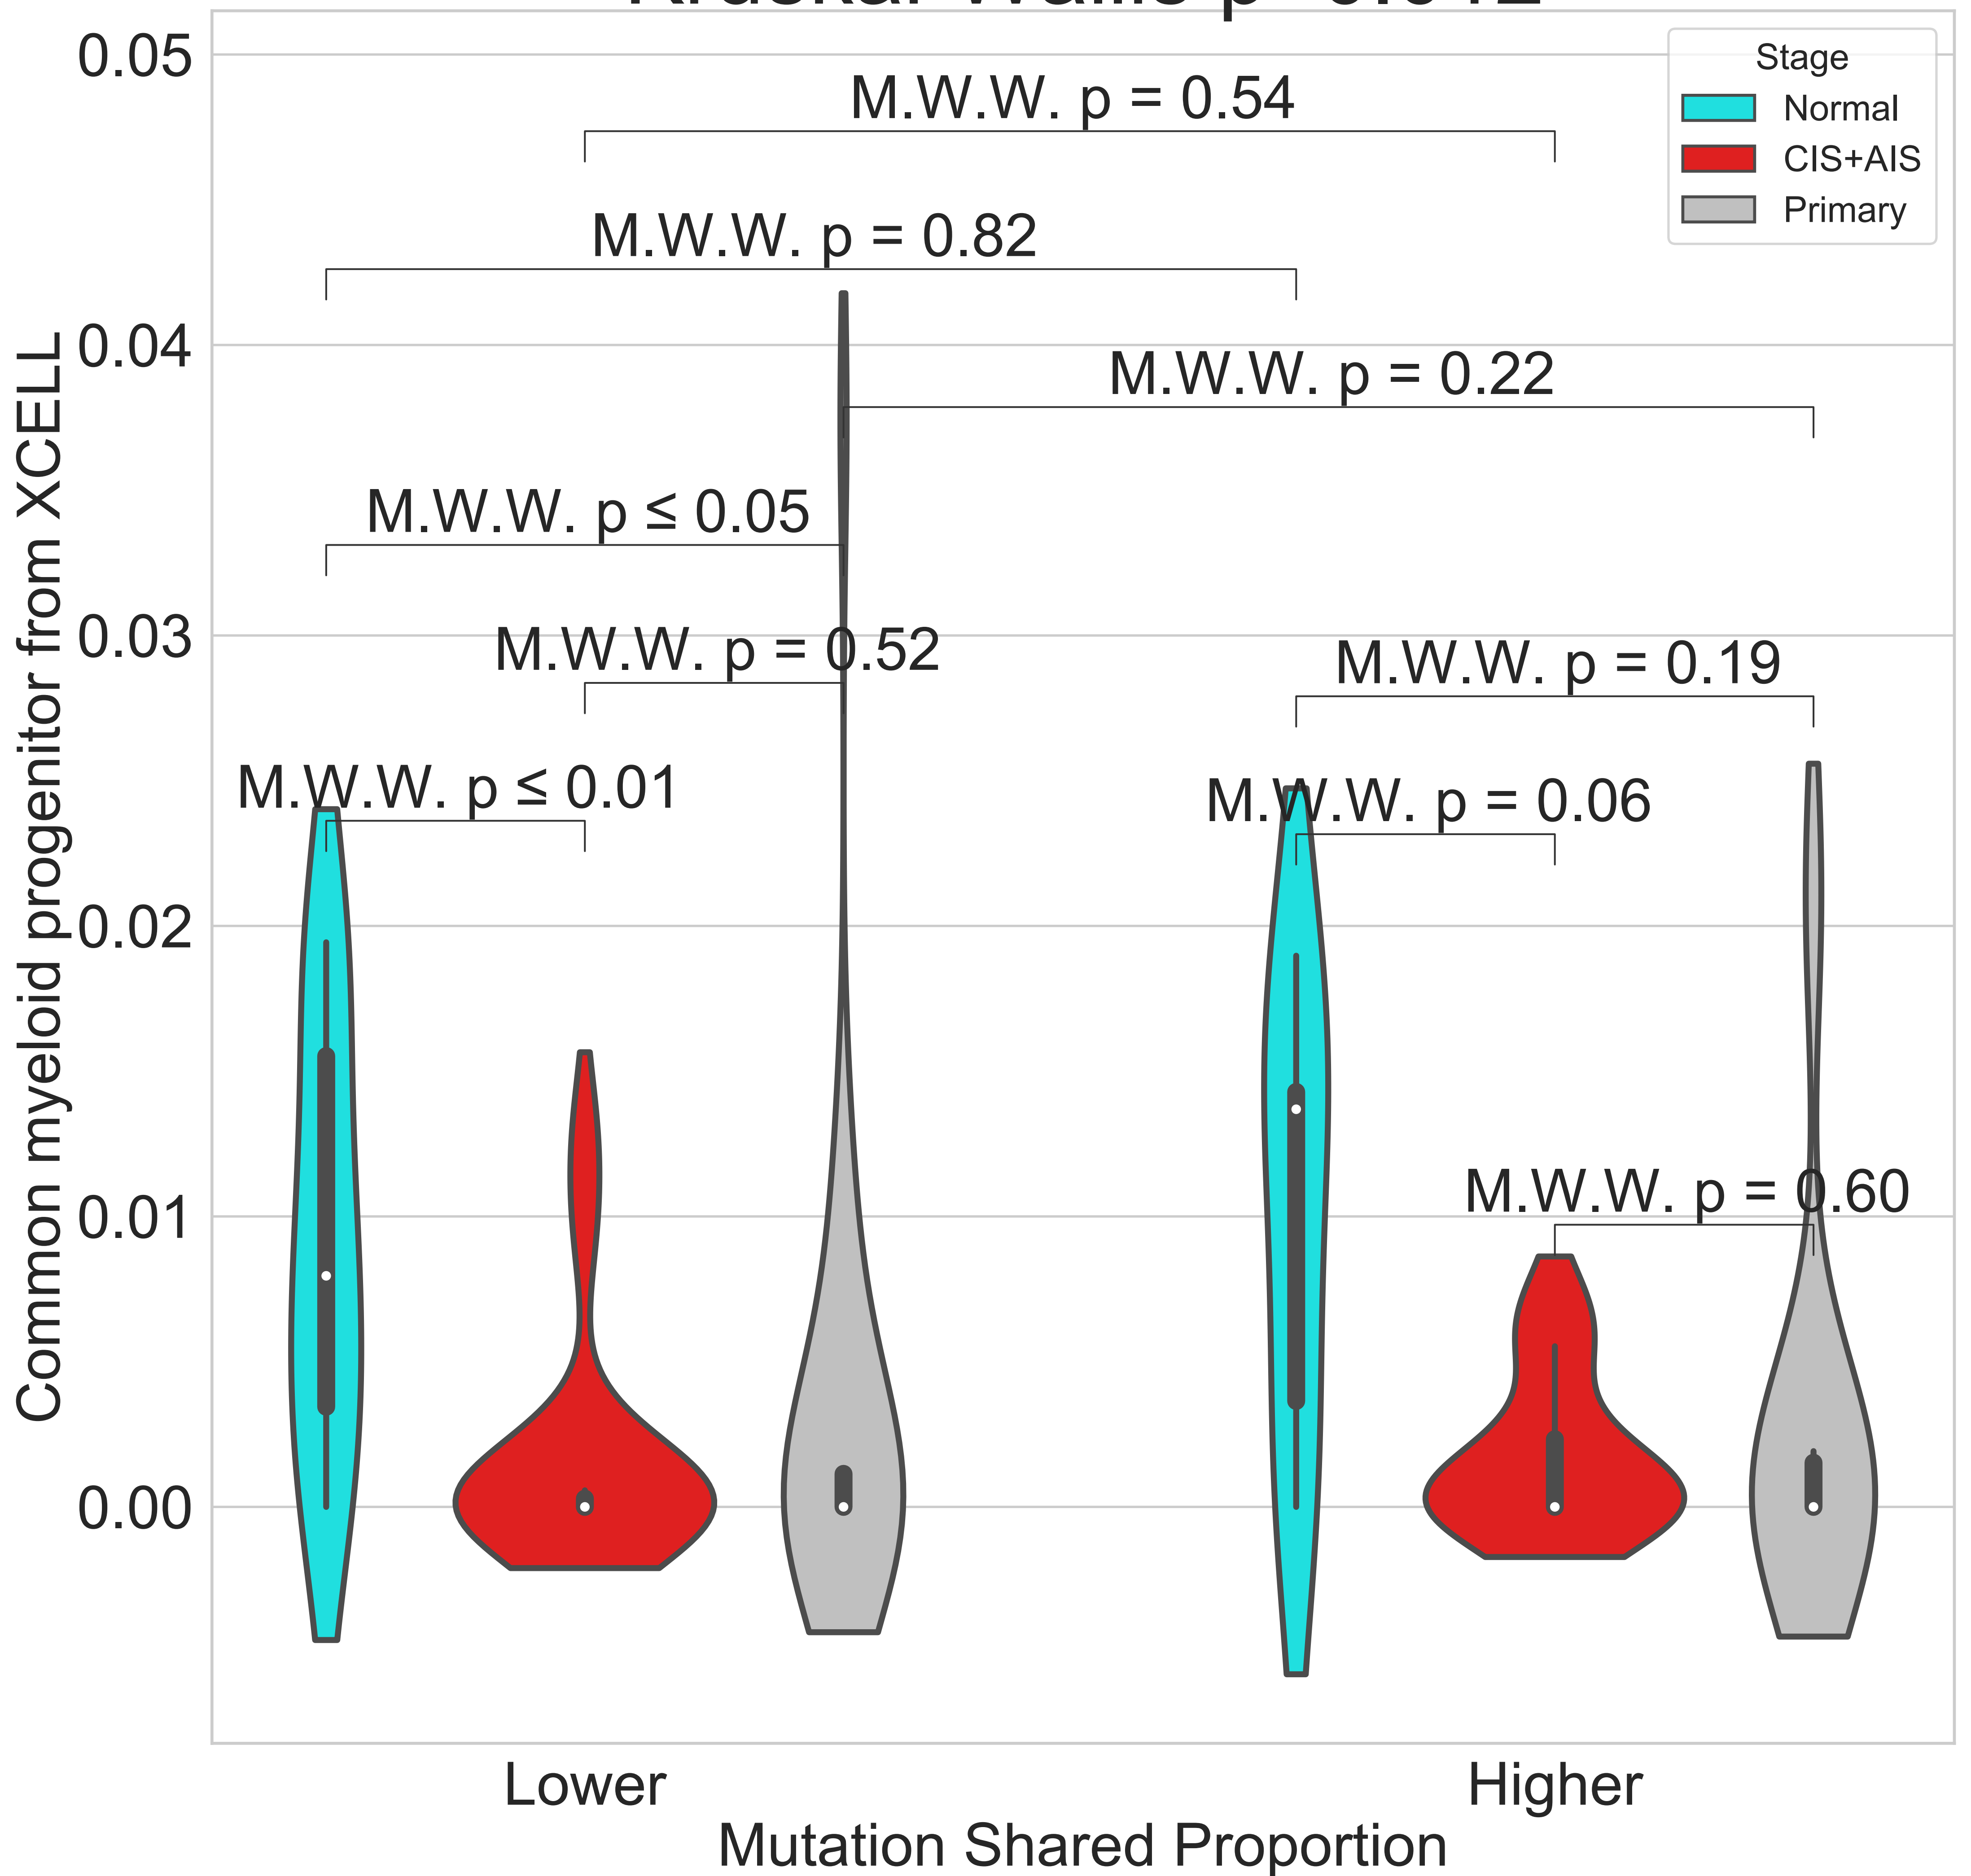 0.05
Stage
Normal
CIS+AIS
Primary
M.W.W. p = 0.54
M.W.W. p = 0.82
0.04
M.W.W. p = 0.22
M.W.W. p ≤ 0.05
0.03
M.W.W. p = 0.52
M.W.W. p = 0.19
M.W.W. p ≤ 0.01
M.W.W. p = 0.06
0.02
M.W.W. p = 0.60
0.01
0.00
Common myeloid progenitor from XCELL
Lower
Higher
Mutation Shared Proportion